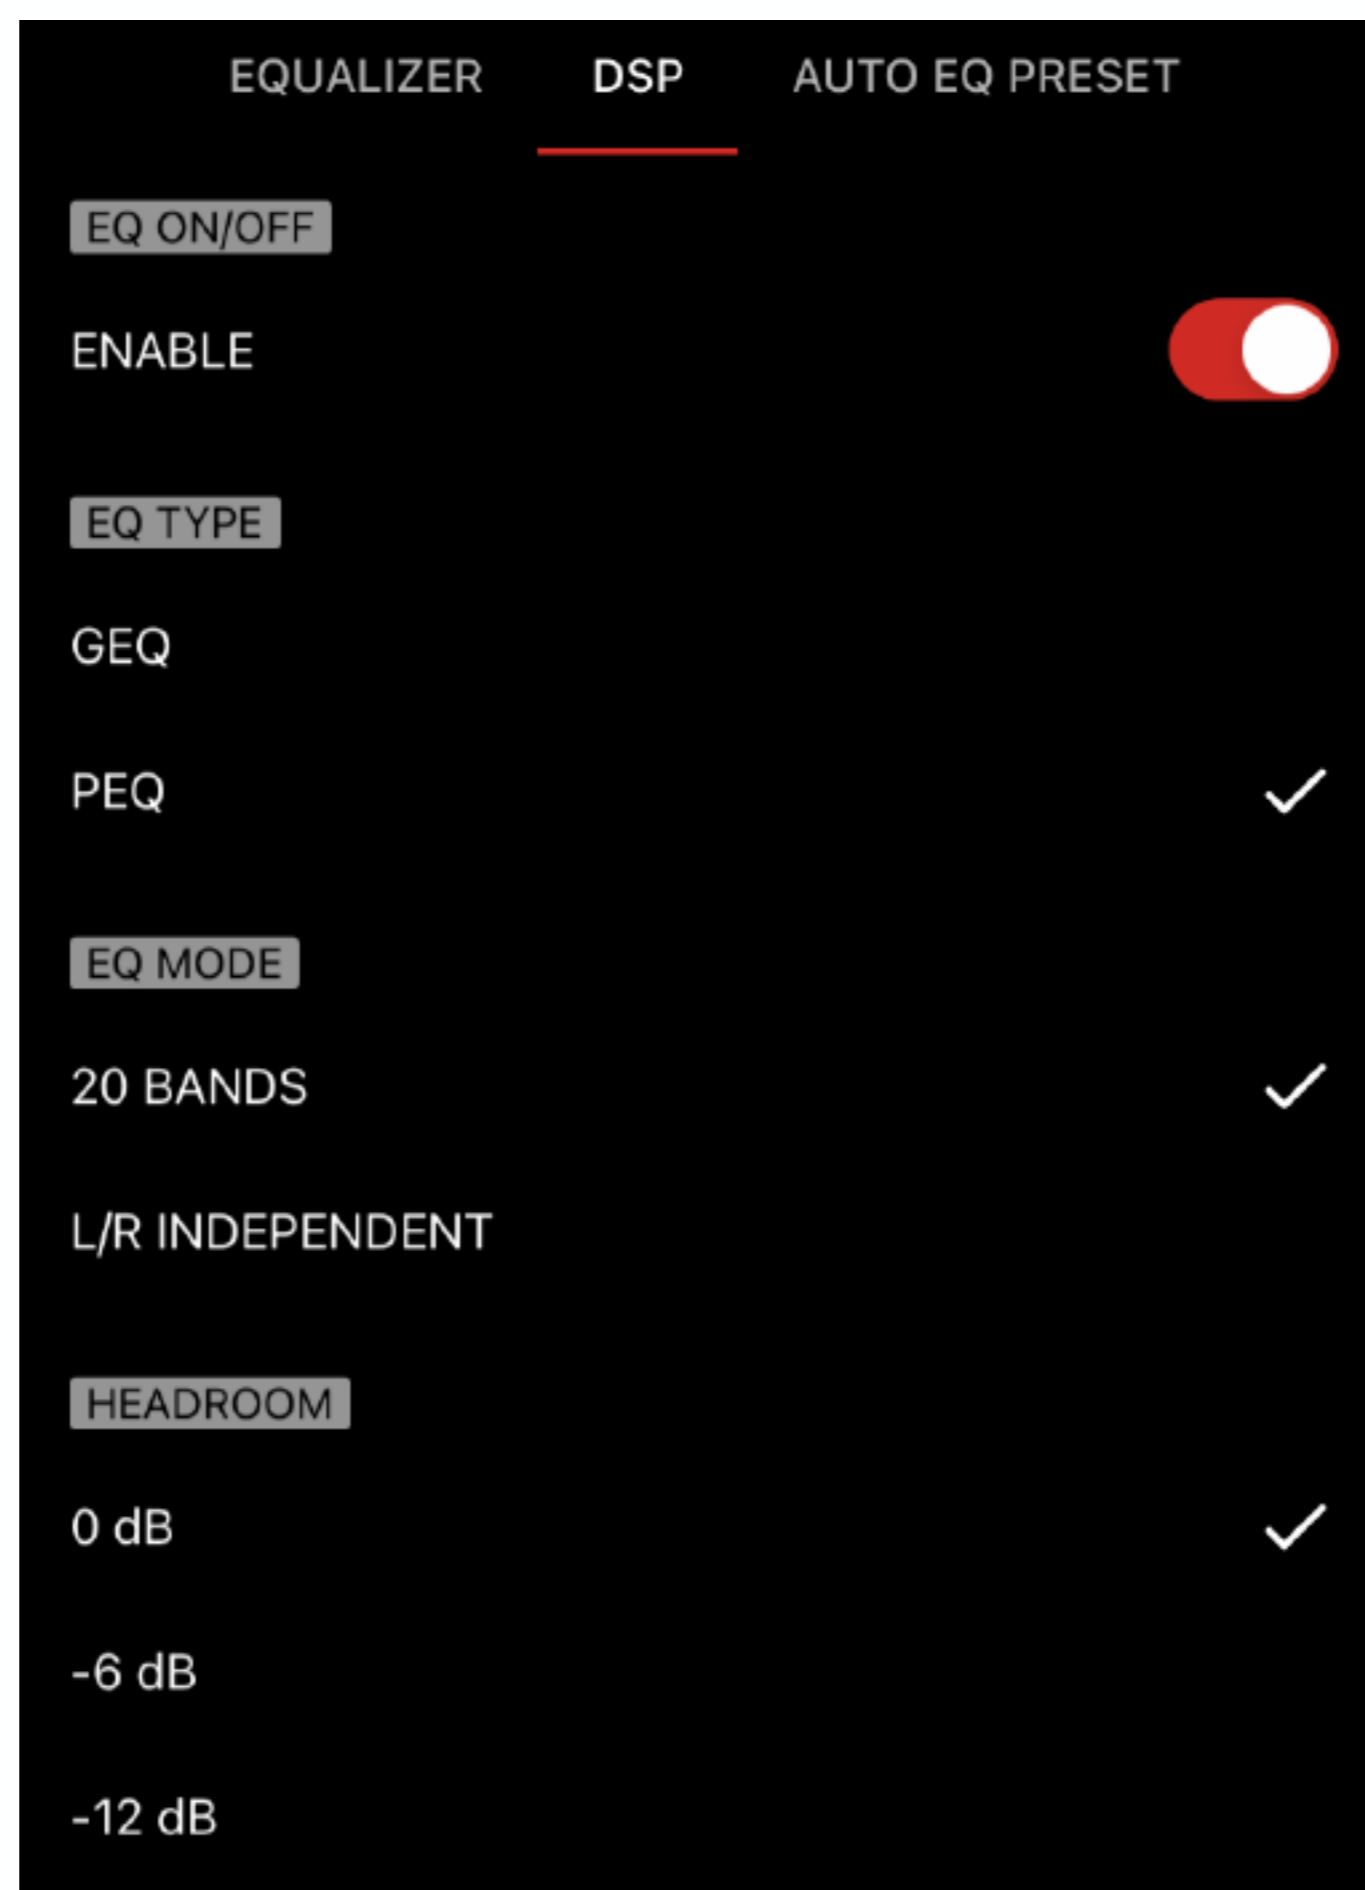 EQUALIZER DSP AUTO EQ PRESET
EQ ON/OFF
ENABLE
EQ TYPE
GEQ
PEQ
EQ MODE
20 BANDS
L/R INDEPENDENT
HEADROOM
0 dB
-6 dB
-12 dB